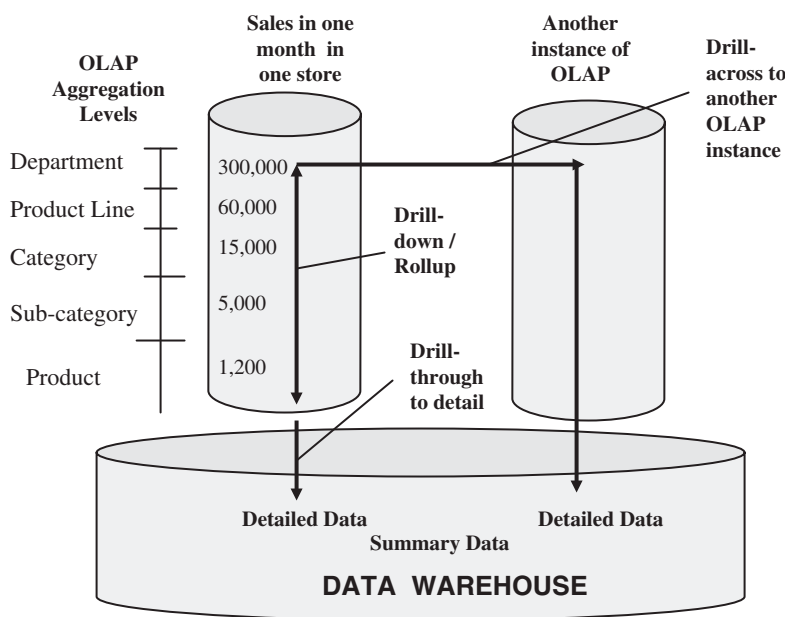 Sales in one
month in
one store
Another
instance of
OLAP
Drill-
across to
another
OLAP
instance
OLAP
Aggregation
Levels
Department
300,000
Product Line
60,000
Category
15,000
Sub-category
5,000
Product
1,200
Drill-
down /
Rollup
Drill-
through
to detail
Detailed Data
Detailed Data
Summary Data
DATA WAREHOUSE